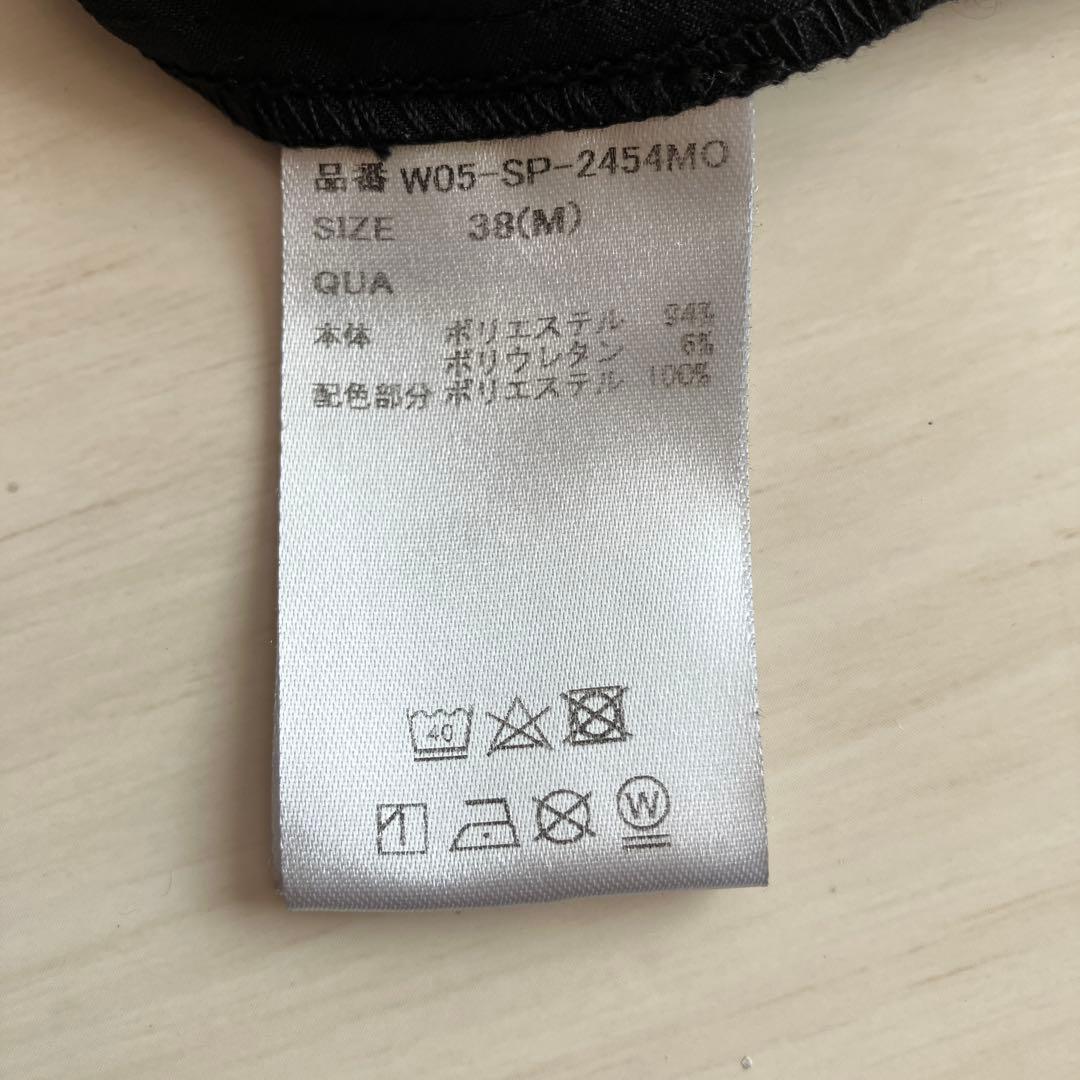 品番 W05-SP-2454MO
SIZE 38(M)
QUA
本体 ポリエステル 94%
ポリウレタン 6%
配色部分 ポリエステル 100%
40
W